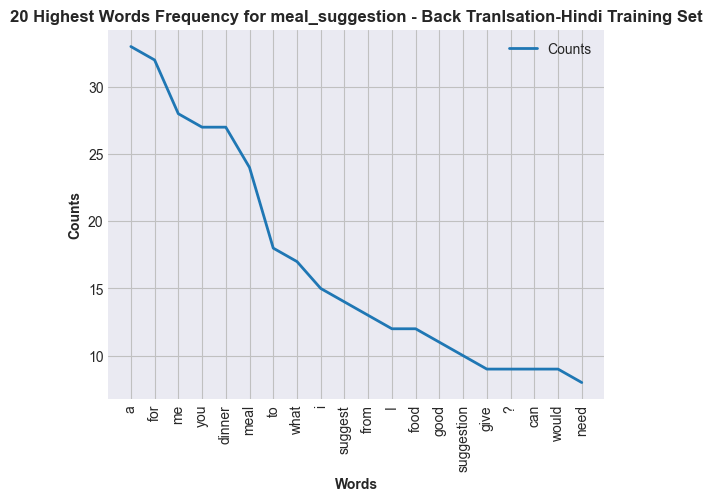 20 Highest Words Frequency for meal_suggestion - Back Tranlsation-Hindi Training Set
Counts
30
25
20
15
10
Counts
a
for
me
you
dinner
meal
to
what
i
suggest
from
I
food
good
suggestion
give
?
can
would
need
Words